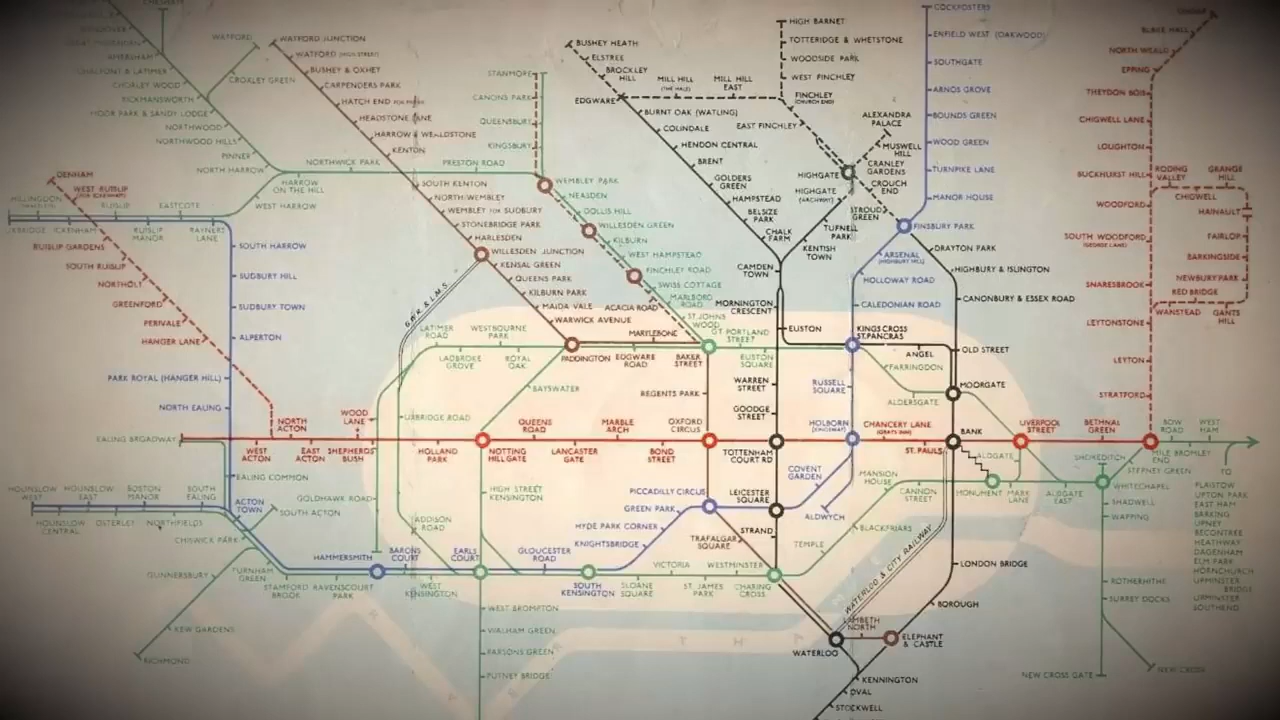 CHESHAM
AMERSHAM
CHALFONT & LATIMER
CHORLEY WOOD
RICKMANSWORTH
MOOR PARK & SANDY LODGE
NORTHWOOD
NORTHWOOD HILLS
PINNER
NORTH HARROW
WATFORD
CROXLEY GREEN
HARROW
ON THE HILL
WEST HARROW
NORTHWICK PARK
PRESTON ROAD
WATFORD JUNCTION
WATFORD (HIGH STREET)
BUSHEY & OXHEY
CARPENDERS PARK
HATCH END
HEADSTONE LANE
HARROW & WEALDSTONE
KENTON
SOUTH KENTON
NORTH WEMBLEY
WEMBLEY FOR SUDBURY
STONEBRIDGE PARK
HARLESDEN
WILLESDEN JUNCTION
KENSAL GREEN
QUEENS PARK
KILBURN PARK
MAIDA VALE
WARWICK AVENUE
PADDINGTON
STANMORE
CANONS PARK
QUEENSBURY
KINGSBURY
WEMBLEY PARK
NEASDEN
DOLLIS HILL
WILLESDEN GREEN
KILBURN
WEST HAMPSTEAD
FINCHLEY ROAD
SWISS COTTAGE
MARLBORO
ROAD
ACACIA ROAD
ST JOHNS
WOOD
MARYLEBONE
EDGWARE
ROAD
BAKER
STREET
GT PORTLAND
STREET
EUSTON
SQUARE
BUSHEY HEATH
ELSTREE
BROCKLEY
HILL
EDGWARE
MILL HILL
(THE HALE)
MILL HILL
EAST
BURNT OAK (WATLING)
COLINDALE
HENDON CENTRAL
BRENT
GOLDERS
GREEN
HAMPSTEAD
BELSIZE
PARK
CHALK
FARM
CAMDEN
TOWN
MORNINGTON
CRESCENT
EUSTON
WARREN
STREET
GOODGE
STREET
TOTTENHAM
COURT RD
LEICESTER
SQUARE
STRAND
HIGH BARNET
TOTTERIDGE & WHETSTONE
WOODSIDE PARK
WEST FINCHLEY
FINCHLEY
(CHURCH END)
EAST FINCHLEY
ALEXANDRA
PALACE
MUSWELL
HILL
CRANLEY
GARDENS
HIGHGATE
CROUCH
END
HIGHGATE
(ARCHWAY)
STROUD
GREEN
TUFNELL
PARK
KENTISH
TOWN
COCKFOSTERS
ENFIELD WEST (OAKWOOD)
SOUTHGATE
ARNOS GROVE
BOUNDS GREEN
WOOD GREEN
TURNPIKE LANE
MANOR HOUSE
FINSBURY PARK
ARSENAL
(HIGHBURY HILL)
HOLLOWAY ROAD
CALEDONIAN ROAD
KINGS CROSS
ST. PANCRAS
DRAYTON PARK
HIGHBURY & ISLINGTON
CANONBURY & ESSEX ROAD
OLD STREET
ANGEL
FARRINGDON
ALDERSGATE
MOORGATE
RUSSELL
SQUARE
HOLBORN
(KINGSWAY)
COVENT
GARDEN
ALDWYCH
BLAKE HALL
NORTH WEALD
EPPING
THEYDON BOIS
CHIGWELL LANE
LOUGHTON
BUCKHURST HILL
WOODFORD
SOUTH WOODFORD
(GEORGE LANE)
SNARESBROOK
LEYTONSTONE
LEYTON
STRATFORD
RODING
VALLEY
GRANGE
HILL
CHIGWELL
HAINAULT
FAIRLOP
BARKINGSIDE
NEWBURY PARK
RED BRIDGE
WANSTEAD
GANTS
HILL
DENHAM
WEST RUISLIP
(FOR ICKENHAM)
RUISLIP GARDENS
SOUTH RUISLIP
NORTHOLT
GREENFORD
PERIVALE
HANGER LANE
HILLINGDON
UXBRIDGE
ICKENHAM
RUISLIP
RUISLIP
MANOR
EASTCOTE
RAYNERS
LANE
SOUTH HARROW
SUDBURY HILL
SUDBURY TOWN
ALPERTON
PARK ROYAL (HANGER HILL)
NORTH EALING
G.W.R. & L.M.S.
LATIMER
ROAD
LADBROKE
GROVE
WESTBOURNE
PARK
ROYAL
OAK
BAYSWATER
UXBRIDGE ROAD
REGENTS PARK
EALING BROADWAY
WEST
ACTON
NORTH
ACTON
EAST
ACTON
WOOD
LANE
SHEPHERDS
BUSH
HOLLAND
PARK
NOTTING
HILL GATE
QUEENS
ROAD
LANCASTER
GATE
MARBLE
ARCH
BOND
STREET
OXFORD
CIRCUS
CHANCERY LANE
(GRAYS INN)
ST. PAULS
BANK
LIVERPOOL
STREET
BETHNAL
GREEN
MILE
END
BOW
ROAD
BROMLEY
WEST
HAM
TO
PLAISTOW
UPTON PARK
EAST HAM
BARKING
UPNEY
BECONTREE
HEATHWAY
DAGENHAM
ELM PARK
HORNCHURCH
UPMINSTER
BRIDGE
UPMINSTER
SOUTHEND
EALING COMMON
HOUNSLOW
WEST
HOUNSLOW
CENTRAL
HOUNSLOW
EAST
OSTERLEY
BOSTON
MANOR
NORTHFIELDS
SOUTH
EALING
ACTON
TOWN
SOUTH ACTON
CHISWICK PARK
GOLDHAWK ROAD
GUNNERSBURY
KEW GARDENS
RICHMOND
TURNHAM
GREEN
STAMFORD
BROOK
RAVENSCOURT
PARK
HAMMERSMITH
BARONS
COURT
ADDISON
ROAD
WEST
KENSINGTON
EARLS
COURT
HIGH STREET
KENSINGTON
GLOUCESTER
ROAD
SOUTH
KENSINGTON
KNIGHTSBRIDGE
HYDE PARK CORNER
GREEN PARK
PICCADILLY CIRCUS
SLOANE
SQUARE
VICTORIA
ST. JAMES
PARK
WESTMINSTER
CHARING
CROSS
TRAFALGAR
SQUARE
TEMPLE
BLACKFRIARS
MANSION
HOUSE
CANNON
STREET
MONUMENT
MARK
LANE
ALDGATE
ALDGATE
EAST
SHOREDITCH
STEPNEY GREEN
WHITECHAPEL
SHADWELL
WAPPING
ROTHERHITHE
SURREY DOCKS
NEW CROSS GATE
NEW CROSS
WEST BROMPTON
WALHAM GREEN
PARSONS GREEN
PUTNEY BRIDGE
WATERLOO & CITY RAILWAY
LONDON BRIDGE
BOROUGH
LAMBETH
NORTH
WATERLOO
ELEPHANT
& CASTLE
KENNINGTON
OVAL
STOCKWELL